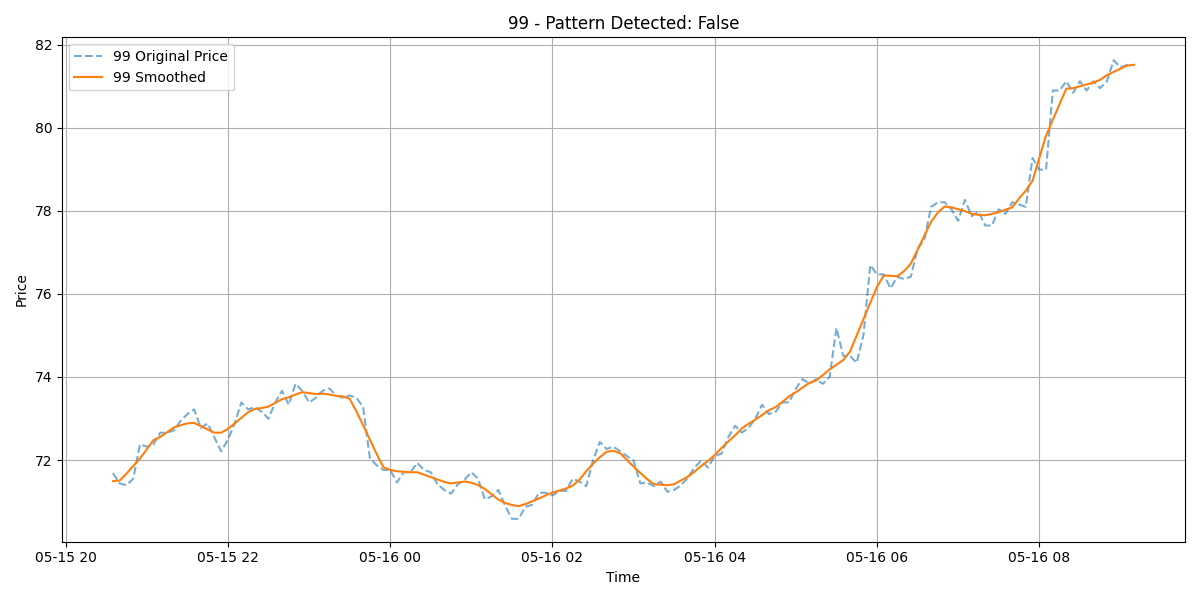 99 - Pattern Detected: False
99 Original Price
99 Smoothed
82
80
78
76
74
72
Price
05-15 20 05-15 22 05-16 00 05-16 02 05-16 04 05-16 06 05-16 08
Time